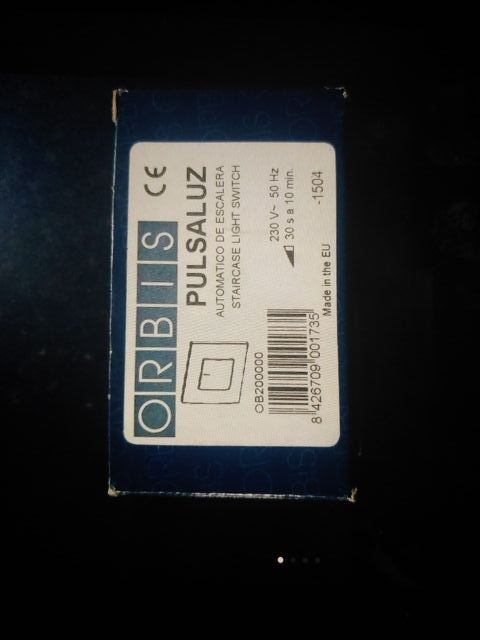 ORBIS
CE
PULSALUZ
AUTOMATICO DE ESCALERA
STAIRCASE LIGHT SWITCH
230 V~ 50 Hz
30 s a 10 min.
OB200000
8 426709 001735
Made in the EU
-1504